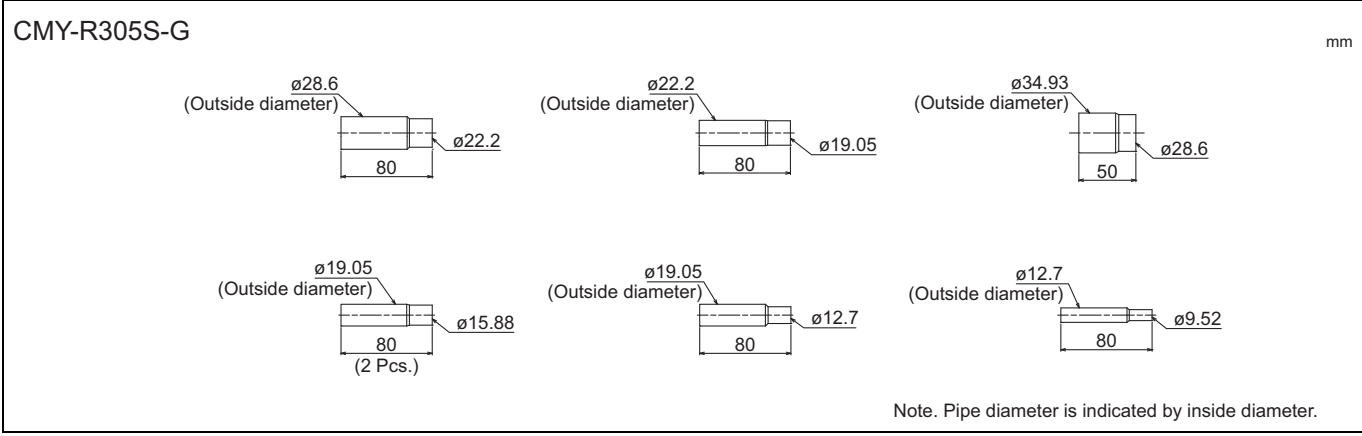 CMY-R305S-G
mm
ø28.6
(Outside diameter)
ø22.2
80
ø22.2
(Outside diameter)
ø19.05
80
ø34.93
(Outside diameter)
ø28.6
50
ø19.05
(Outside diameter)
ø15.88
80
(2 Pcs.)
ø19.05
(Outside diameter)
ø12.7
80
ø12.7
(Outside diameter)
ø9.52
80
Note. Pipe diameter is indicated by inside diameter.